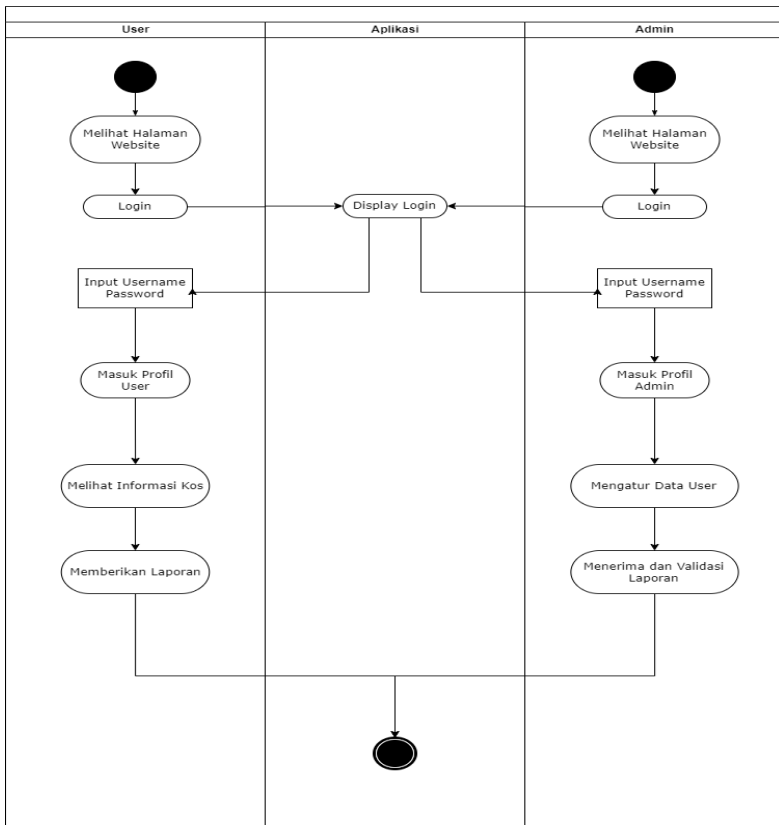 User
Aplikasi
Admin
Melihat Halaman
Website
Melihat Halaman
Website
Login
Display Login
Login
Input Username
Password
Input Username
Password
Masuk Profil
User
Masuk Profil
Admin
Melihat Informasi Kos
Mengatur Data User
Memberikan Laporan
Menerima dan Validasi
Laporan